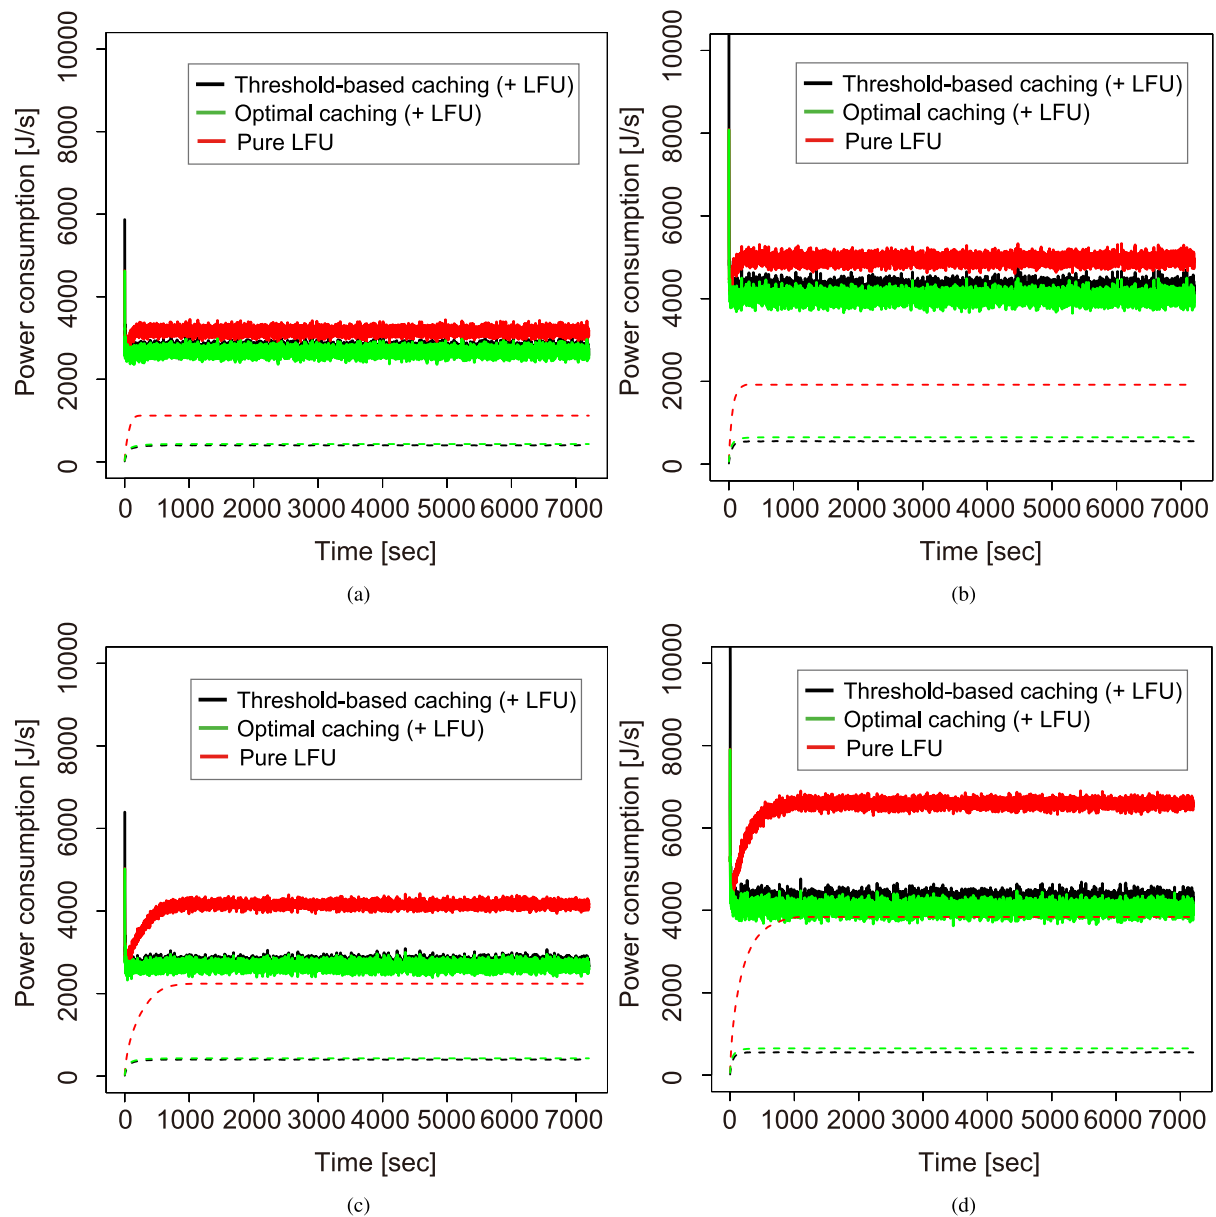 Power consumption [J/s]
0
2000
4000
6000
8000
10000
Threshold-based caching (+ LFU)
Optimal caching (+ LFU)
Pure LFU
0 1000 2000 3000 4000 5000 6000 7000
Time [sec]
(a)
Power consumption [J/s]
0
2000
4000
6000
8000
10000
Threshold-based caching (+ LFU)
Optimal caching (+ LFU)
Pure LFU
0 1000 2000 3000 4000 5000 6000 7000
Time [sec]
(b)
Power consumption [J/s]
0
2000
4000
6000
8000
10000
Threshold-based caching (+ LFU)
Optimal caching (+ LFU)
Pure LFU
0 1000 2000 3000 4000 5000 6000 7000
Time [sec]
(c)
Power consumption [J/s]
0
2000
4000
6000
8000
10000
Threshold-based caching (+ LFU)
Optimal caching (+ LFU)
Pure LFU
0 1000 2000 3000 4000 5000 6000 7000
Time [sec]
(d)